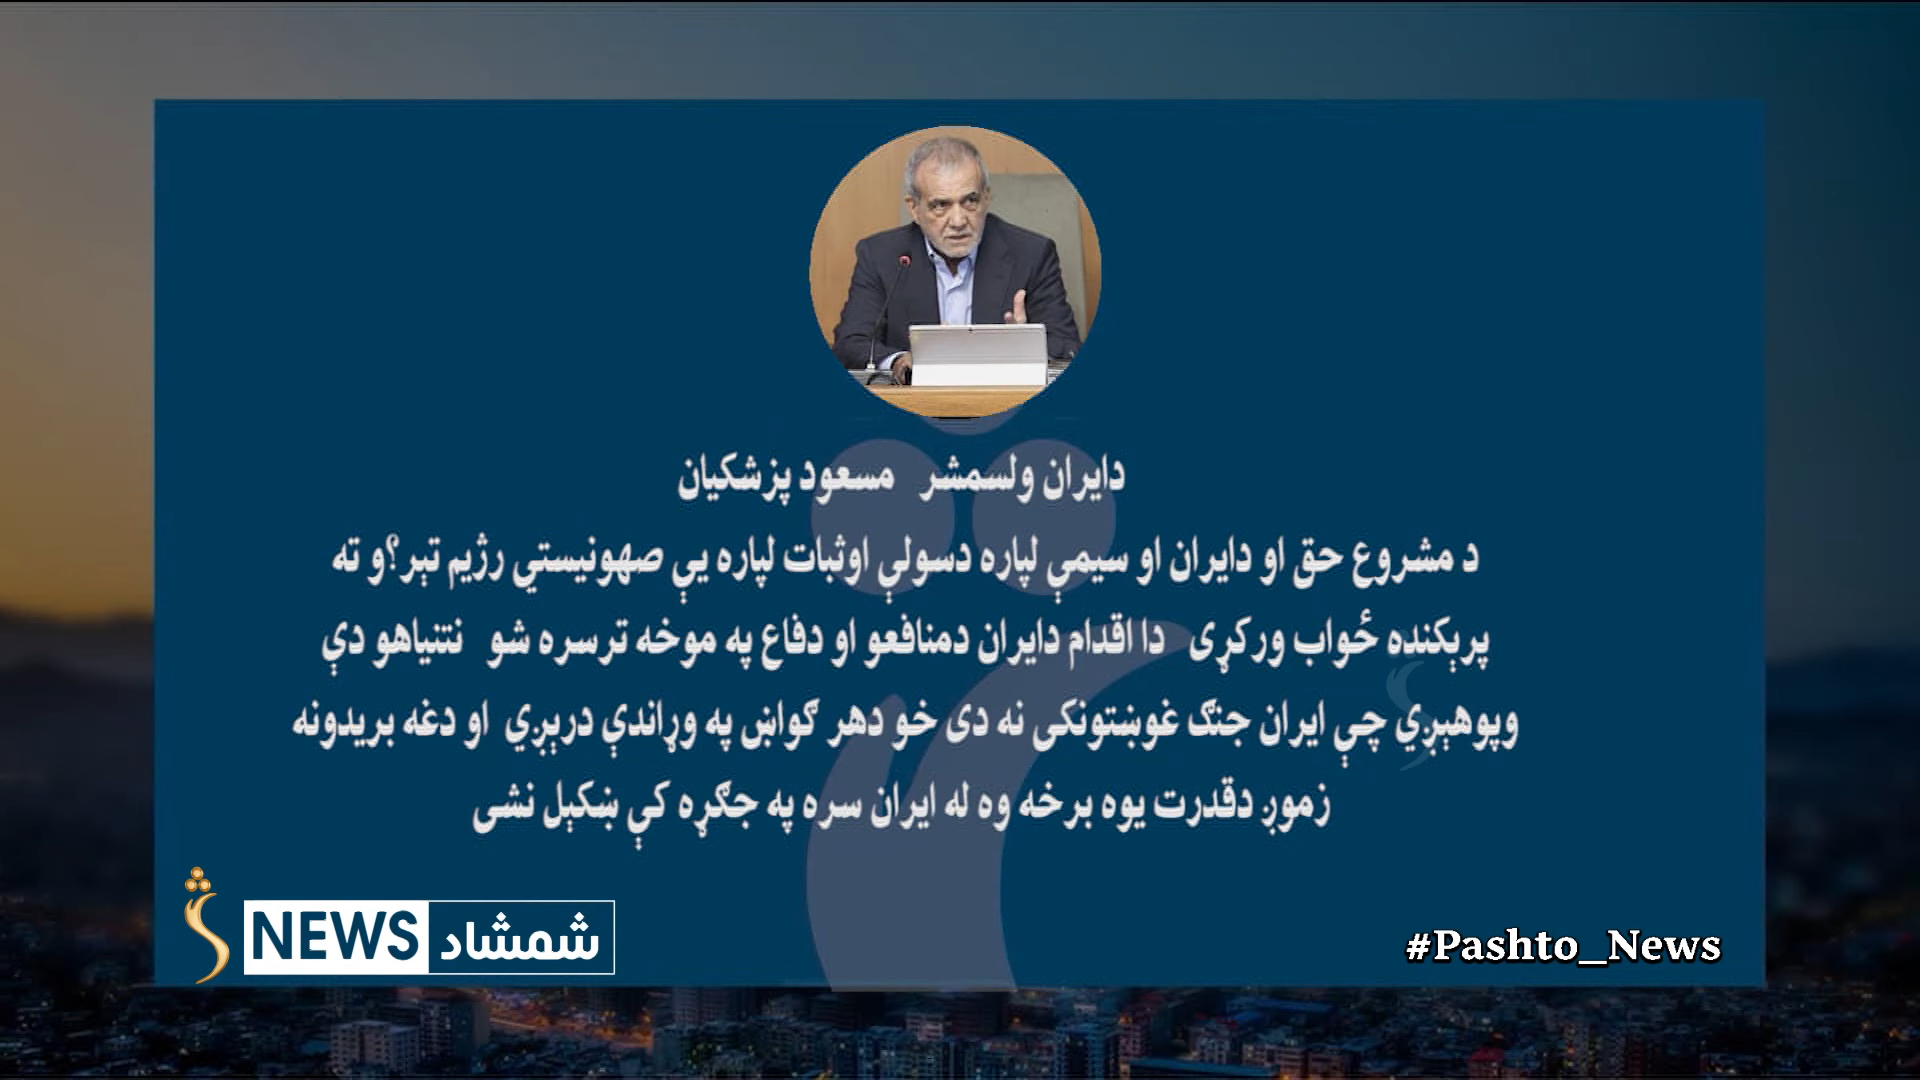 دایران ولسمشر مسعود پزشکیان
د مشروع حق او دایران او سیمې لپاره دسولې اوثبات لپاره یې صهونیستي رژیم تېر؟و ته
پرېکنده ځواب ورکړی دا اقدام دایران دمنافعو او دفاع په موخه ترسره شو نتنیاهو دې
وپوهېږي چې ایران جنګ غوښتونکی نه دی خو دهر ګواښ په وړاندې درېږي او دغه بریدونه
زموږ دقدرت یوه برخه وه له ایران سره په جګړه کې ښکېل نشی
NEWS شمشاد
#Pashto_News